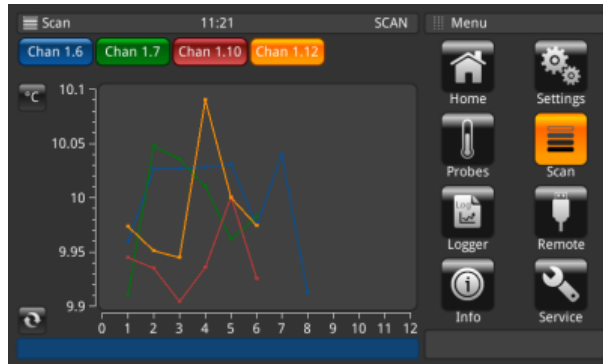 Scan 11:21 SCAN
Menu
Chan 1.6 Chan 1.7 Chan 1.10 Chan 1.12
°C
10.1
10.05
10
9.95
9.9
0 1 2 3 4 5 6 7 8 9 10 11 12
Home Settings
Probes Scan
Log
Logger Remote
Info Service